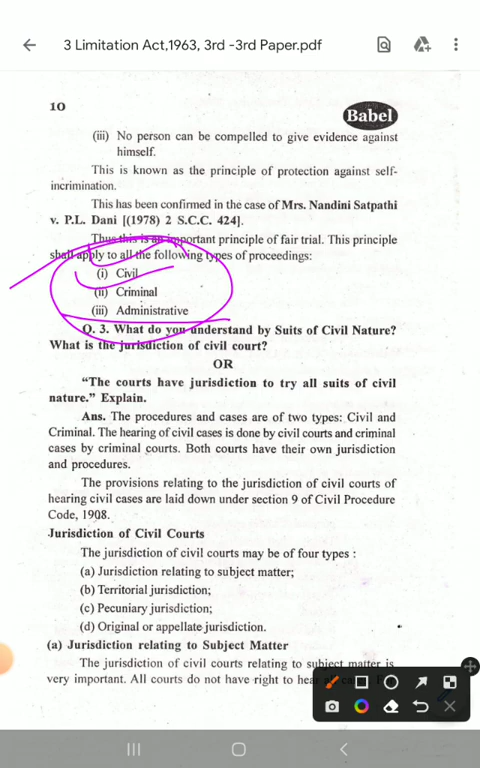 3 Limitation Act,1963, 3rd -3rd Paper.pdf
10
Babel
(iii) No person can be compelled to give evidence against
himself.
This is known as the principle of protection against self-
incrimination.
This has been confirmed in the case of Mrs. Nandini Satpathi
v. P.L. Dani [(1978) 2 S.C.C. 424].
Thus this is an important principle of fair trial. This principle
shall apply to all the following types of proceedings:
(i) Civil
(ii) Criminal
(iii) Administrative
Q. 3. What do you understand by Suits of Civil Nature?
What is the jurisdiction of civil court?
OR
“The courts have jurisdiction to try all suits of civil
nature.” Explain.
Ans. The procedures and cases are of two types: Civil and
Criminal. The hearing of civil cases is done by civil courts and criminal
cases by criminal courts. Both courts have their own jurisdiction
and procedures.
The provisions relating to the jurisdiction of civil courts of
hearing civil cases are laid down under section 9 of Civil Procedure
Code, 1908.
Jurisdiction of Civil Courts
The jurisdiction of civil courts may be of four types :
(a) Jurisdiction relating to subject matter;
(b) Territorial jurisdiction;
(c) Pecuniary jurisdiction;
(d) Original or appellate jurisdiction.
(a) Jurisdiction relating to Subject Matter
The jurisdiction of civil courts relating to subject matter is
very important. All courts do not have right to hear